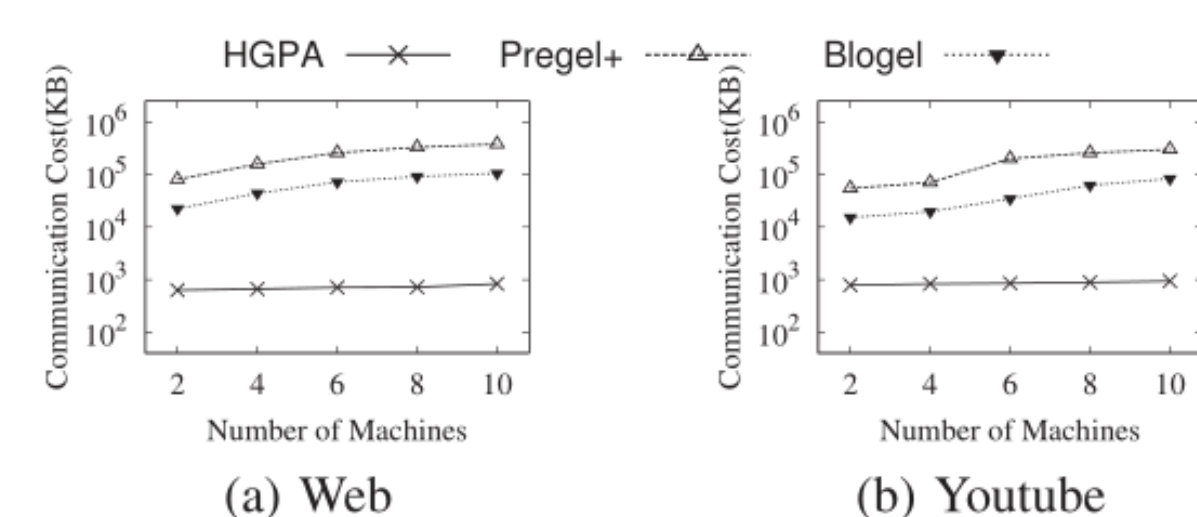 HGPA Pregel+ Blogel
Communication Cost(KB)
10^6
10^5
10^4
10^3
10^2
2 4 6 8 10
Number of Machines
(a) Web
Communication Cost(KB)
10^6
10^5
10^4
10^3
10^2
2 4 6 8 10
Number of Machines
(b) Youtube